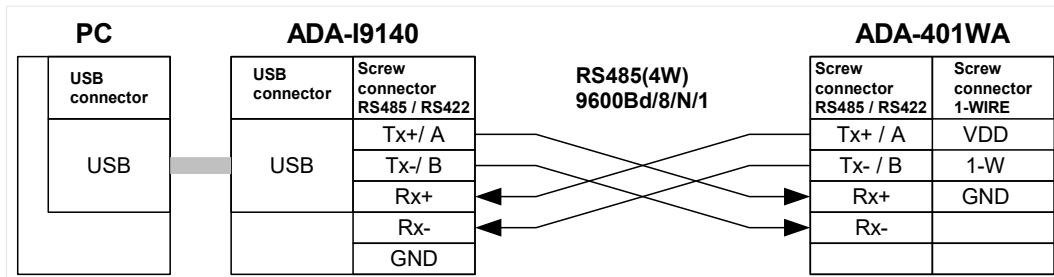 PC
ADA-I9140
ADA-401WA
USB
connector
USB
USB
connector
USB
Screw
connector
RS485 / RS422
Tx+/ A
Tx-/ B
Rx+
Rx-
GND
RS485(4W)
9600Bd/8/N/1
Screw
connector
RS485 / RS422
Tx+ / A
Tx- / B
Rx+
Rx-
Screw
connector
1-WIRE
VDD
1-W
GND